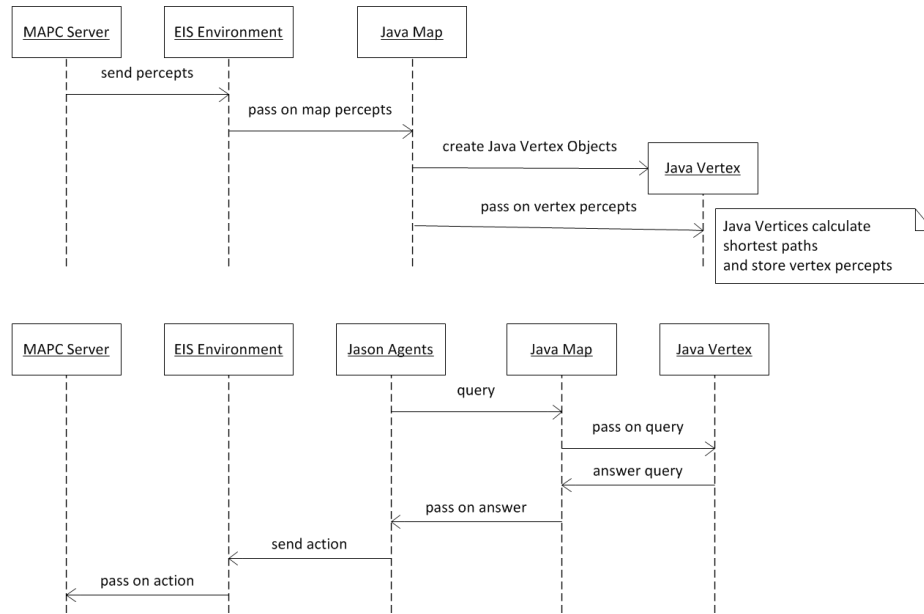 MAPC Server
EIS Environment
Java Map
send percepts
pass on map percepts
create Java Vertex Objects
Java Vertex
pass on vertex percepts
Java Vertices calculate
shortest paths
and store vertex percepts
MAPC Server
EIS Environment
Jason Agents
Java Map
Java Vertex
query
pass on query
answer query
pass on answer
send action
pass on action